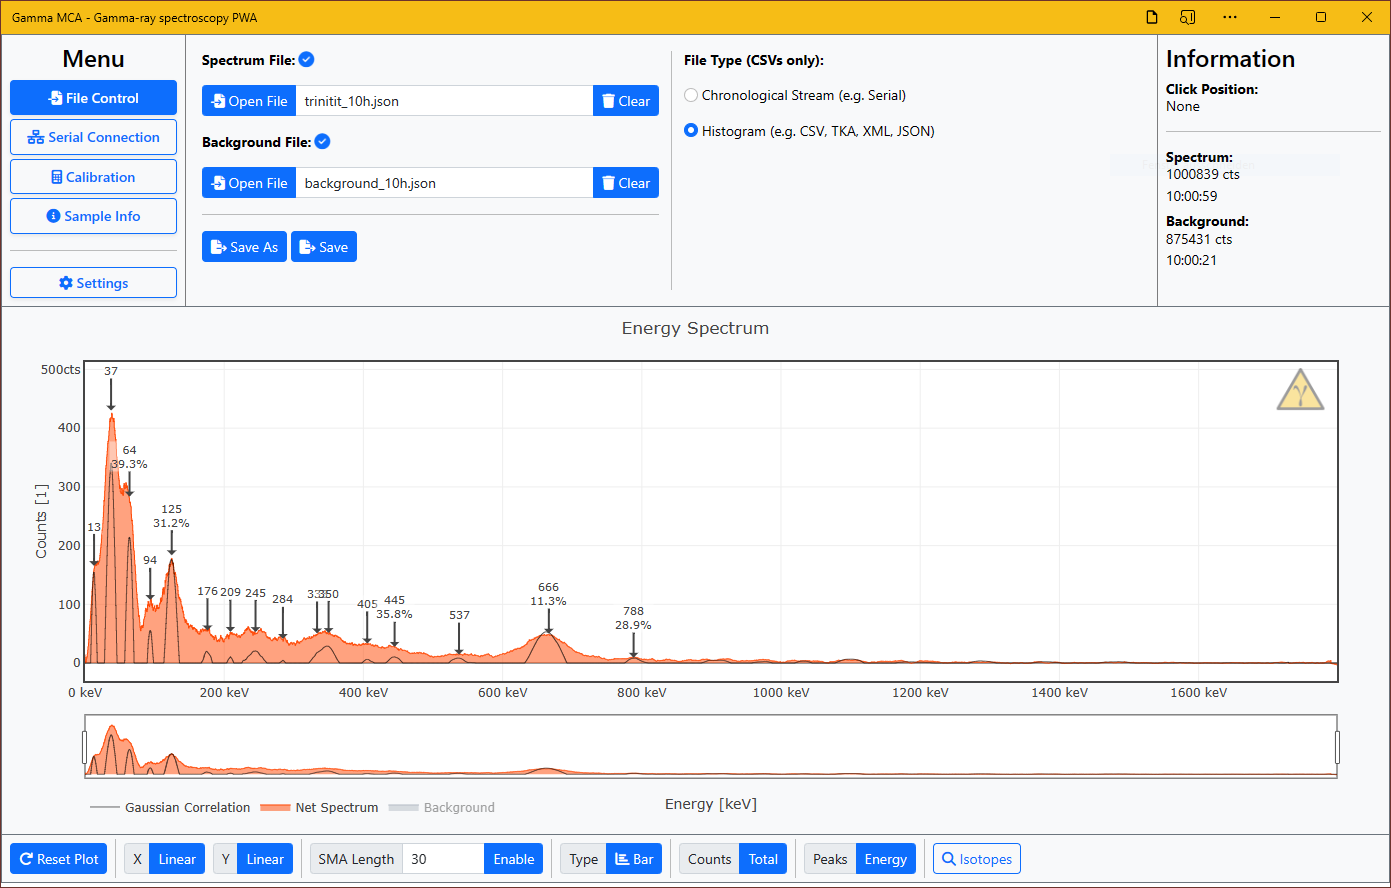 Gamma MCA - Gamma-ray spectroscopy PWA
Menu
File Control
Serial Connection
Calibration
Sample Info
Settings
Spectrum File:
Open File trinitit_10h.json Clear
Background File:
Open File background_10h.json Clear
Save As Save
File Type (CSVs only):
Chronological Stream (e.g. Serial)
Histogram (e.g. CSV, TKA, XML, JSON)
Information
Click Position:
None
Spectrum:
1000839 cts
10:00:59
Background:
875431 cts
10:00:21
Energy Spectrum
500cts
400
300
200
100
0
Counts [1]
13
37
64
39.3%
94
125
31.2%
176
209
245
284
350
405
445
35.8%
537
666
11.3%
788
28.9%
γ
0 keV 200 keV 400 keV 600 keV 800 keV 1000 keV 1200 keV 1400 keV 1600 keV
Energy [keV]
Gaussian Correlation Net Spectrum Background
Reset Plot X Linear Y Linear SMA Length 30 Enable Type Bar Counts Total Peaks Energy Isotopes